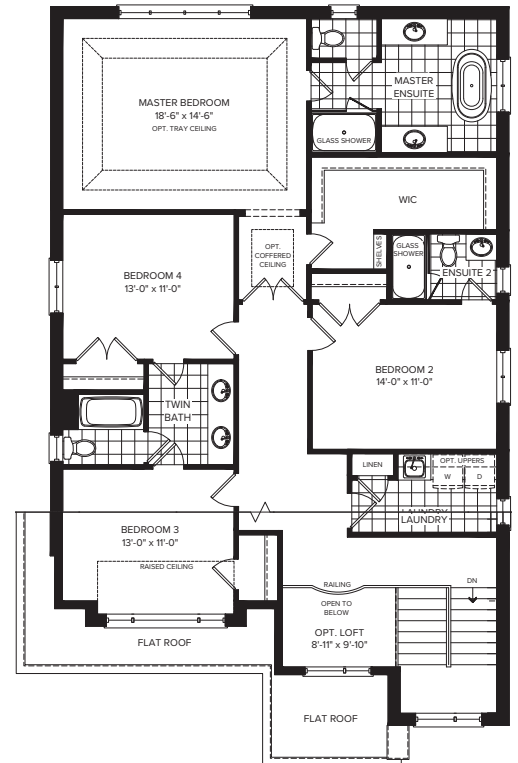 MASTER BEDROOM
18'-6" x 14'-6"
OPT. TRAY CEILING
MASTER
ENSUITE
GLASS SHOWER
WIC
OPT.
COFFERED
CEILING
SHELVES
GLASS
SHOWER
ENSUITE 2
BEDROOM 4
13'-0" x 11'-0"
BEDROOM 2
14'-0" x 11'-0"
TWIN
BATH
LINEN
OPT. UPPERS
W
D
LAUNDRY
LAUNDRY
BEDROOM 3
13'-0" x 11'-0"
RAISED CEILING
RAILING
DN
OPEN TO
BELOW
OPT. LOFT
8'-11" x 9'-10"
FLAT ROOF
FLAT ROOF